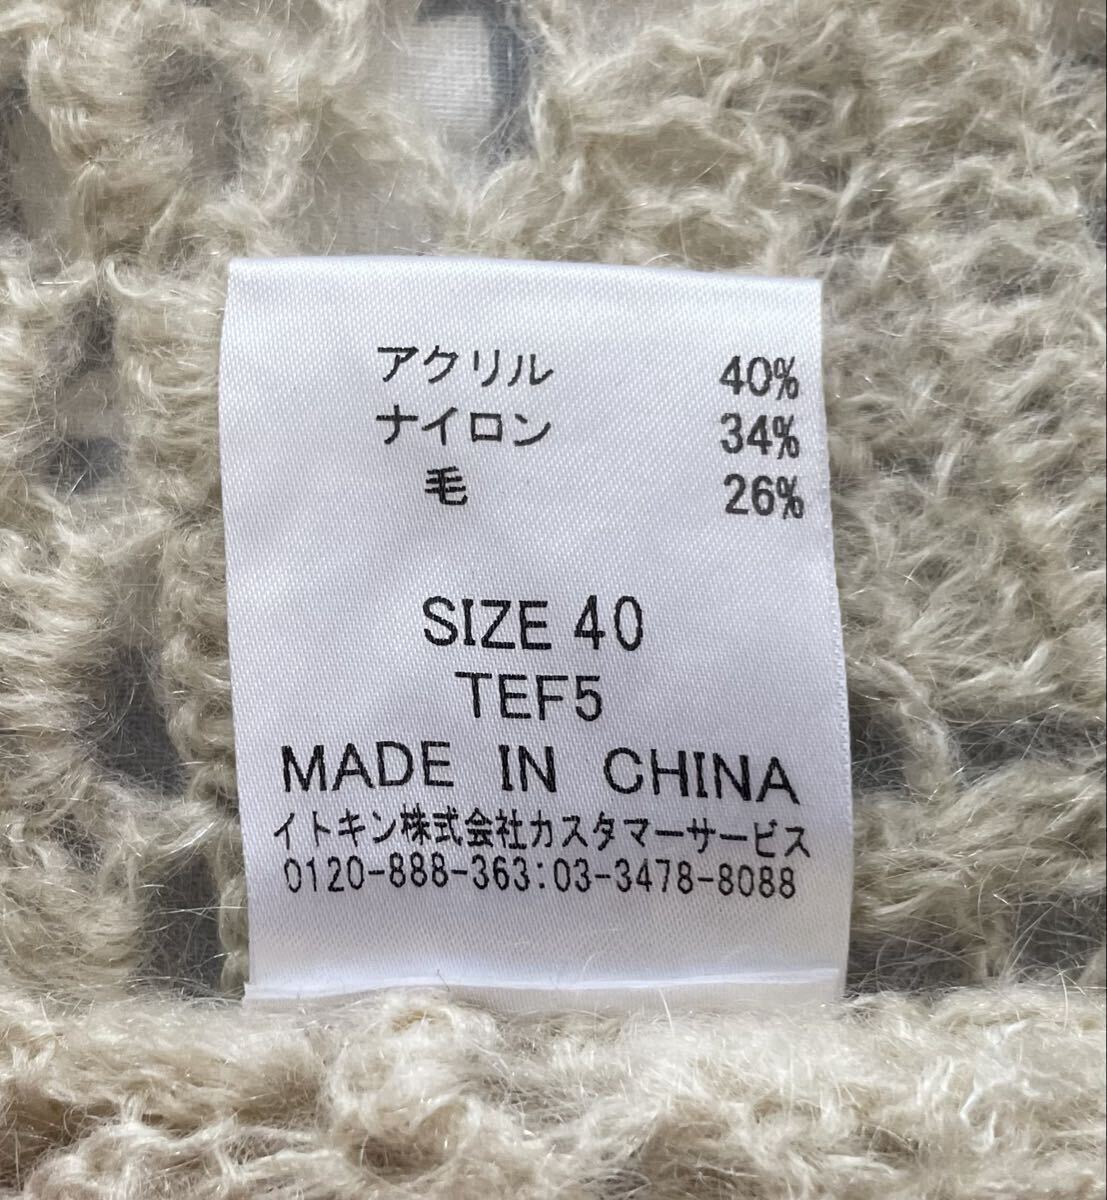 アクリル 40%
ナイロン 34%
毛 26%
SIZE 40
TEF5
MADE IN CHINA
イトキン株式会社カスタマーサービス
0120-888-363:03-3478-8088